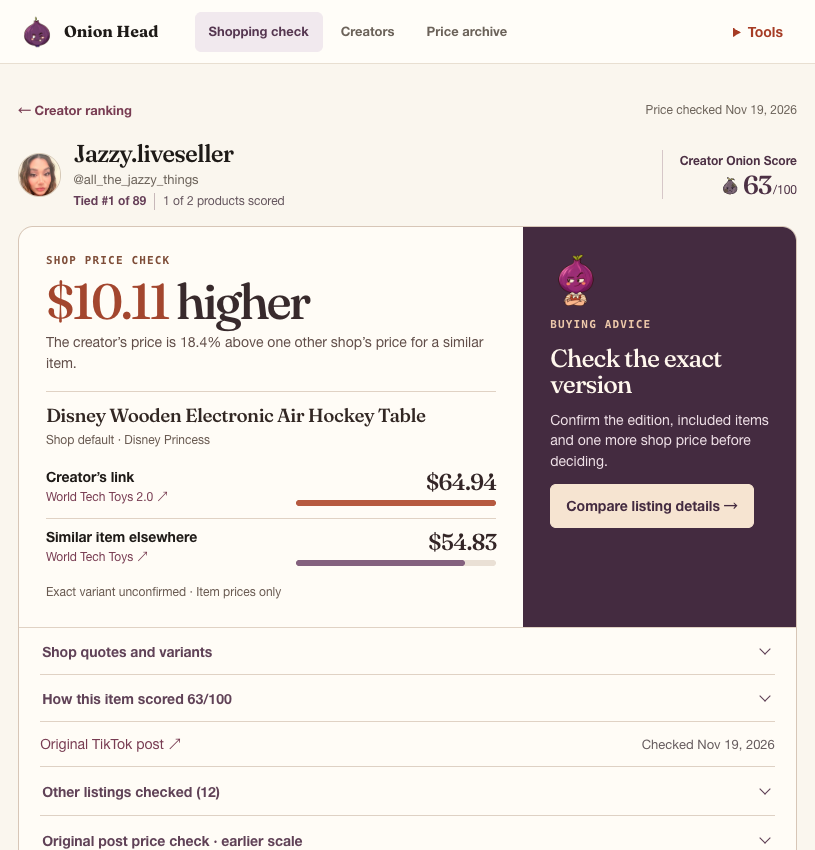 Onion Head
Shopping check
Creators
Price archive
▶ Tools
← Creator ranking
Price checked Nov 19, 2026
Jazzy.liveseller
@all_the_jazzy_things
Tied #1 of 89 | 1 of 2 products scored
Creator Onion Score
63/100
SHOP PRICE CHECK
$10.11 higher
The creator’s price is 18.4% above one other shop’s price for a similar
item.
Disney Wooden Electronic Air Hockey Table
Shop default · Disney Princess
Creator’s link
World Tech Toys 2.0 ↗
$64.94
Similar item elsewhere
World Tech Toys ↗
$54.83
Exact variant unconfirmed · Item prices only
BUYING ADVICE
Check the exact
version
Confirm the edition, included items
and one more shop price before
deciding.
Compare listing details →
Shop quotes and variants
How this item scored 63/100
Original TikTok post ↗
Checked Nov 19, 2026
Other listings checked (12)
Original post price check · earlier scale